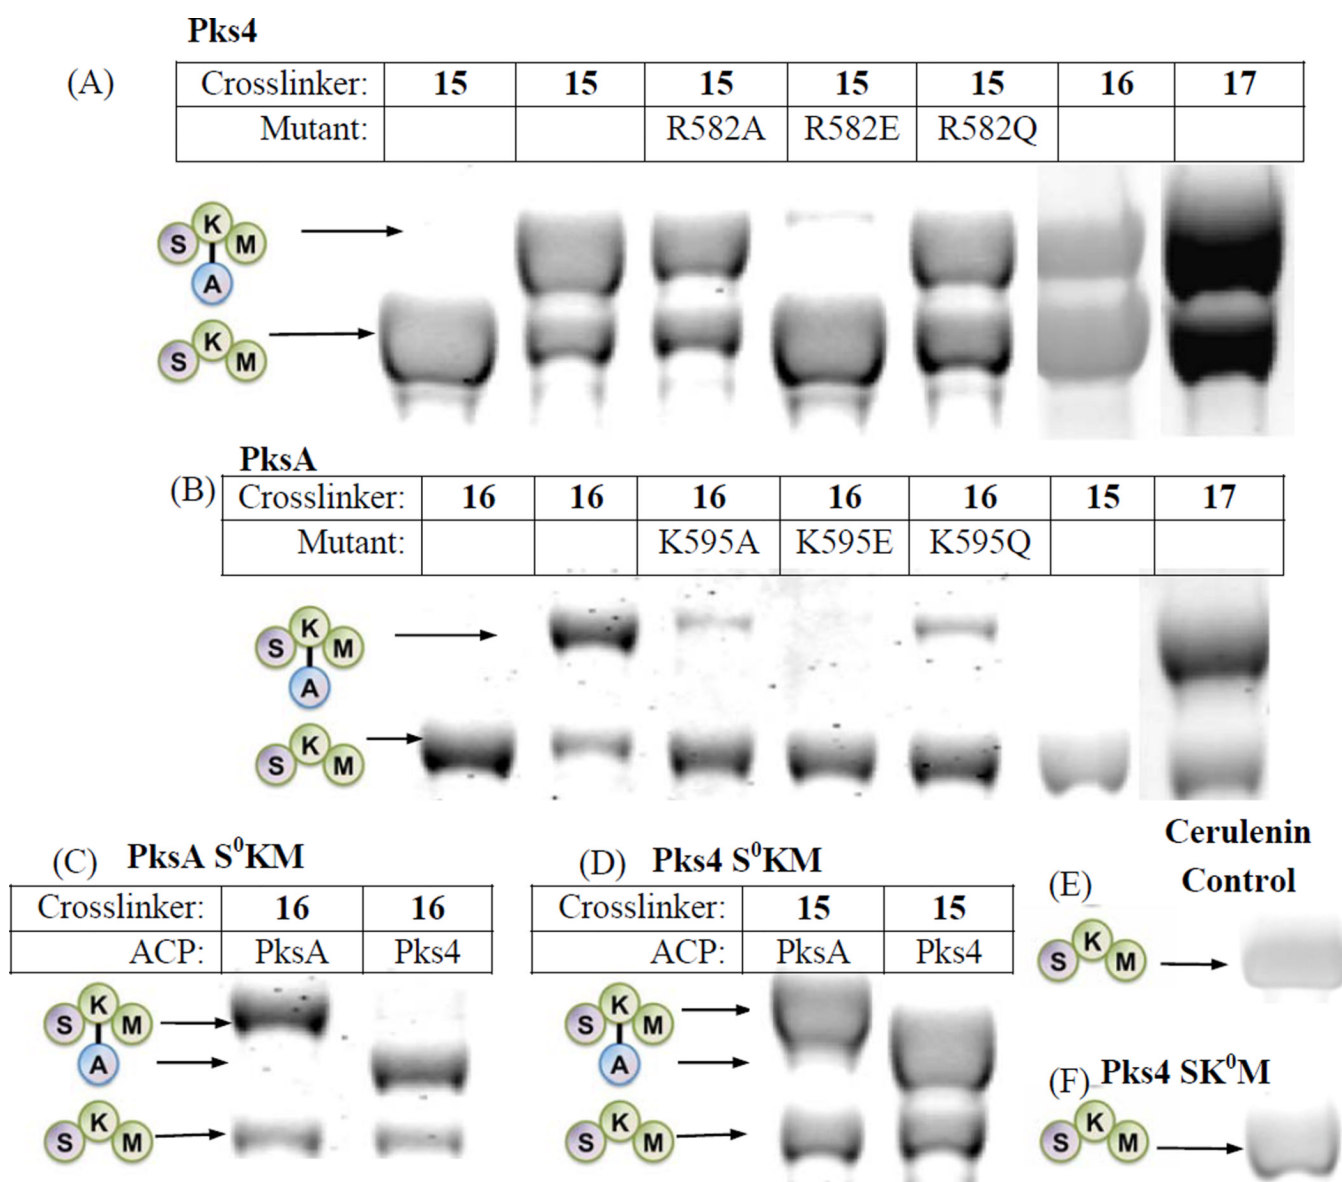 Pks4
(A)
Crosslinker: 15 15 15 15 15 16 17
Mutant: R582A R582E R582Q
K
S M
A
K
S M
PksA
(B)
Crosslinker: 16 16 16 16 16 15 17
Mutant: K595A K595E K595Q
K
S M
A
K
S M
(C) PksA S⁰KM
Crosslinker: 16 16
ACP: PksA Pks4
K
S M
A
K
S M
(D) Pks4 S⁰KM
Crosslinker: 15 15
ACP: PksA Pks4
K
S M
A
K
S M
Cerulenin
Control
(E)
K
S M
(F) Pks4 SK⁰M
K
S M